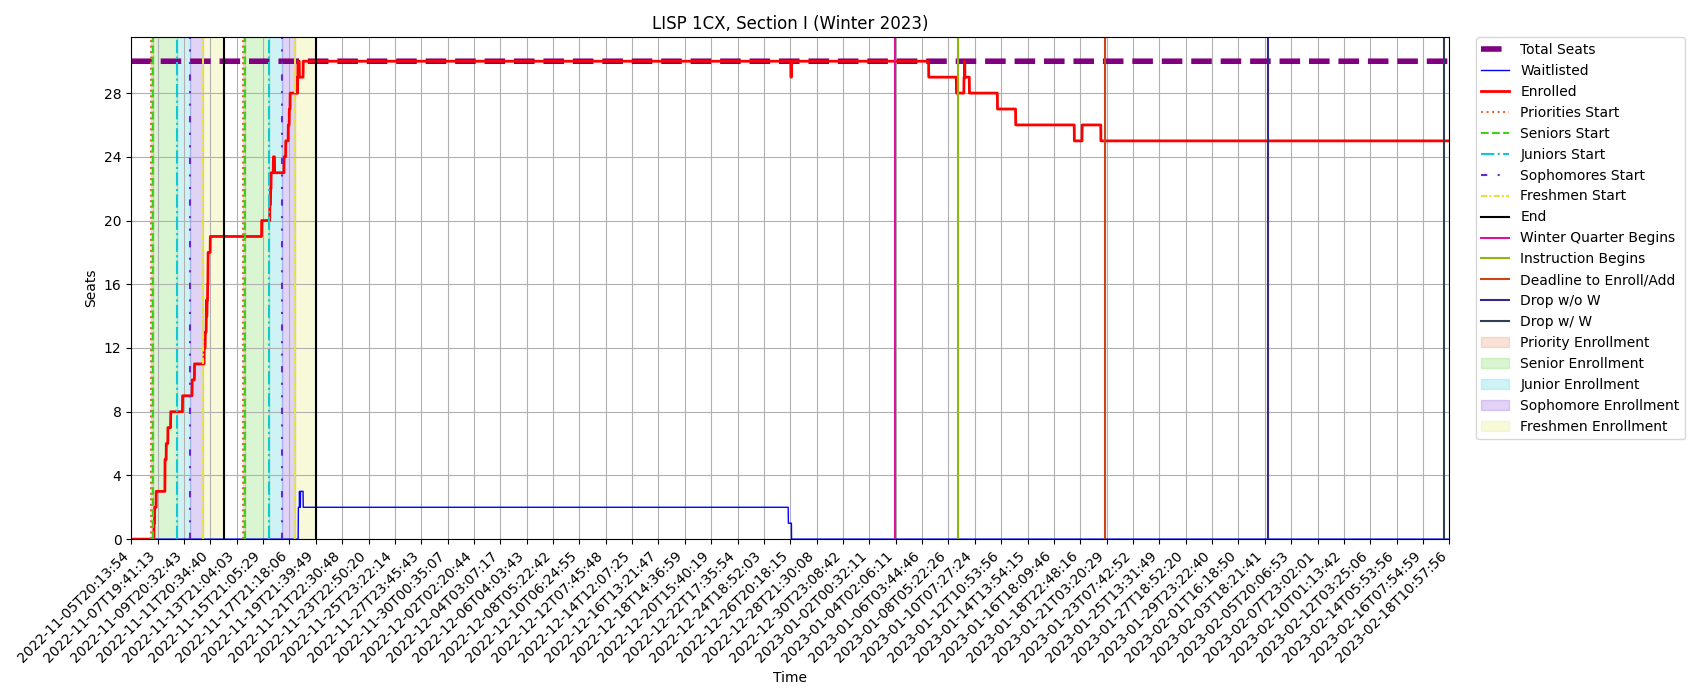 LISP 1CX, Section I (Winter 2023)
Seats
28
24
20
16
12
8
4
0
2022-11-05T20:13:54
2022-11-07T19:41:13
2022-11-09T20:32:43
2022-11-11T20:34:40
2022-11-13T21:04:03
2022-11-15T21:05:29
2022-11-17T21:18:06
2022-11-19T21:39:49
2022-11-21T22:30:48
2022-11-23T22:50:20
2022-11-25T23:22:14
2022-11-27T23:45:43
2022-11-30T00:35:07
2022-12-02T02:20:44
2022-12-04T03:07:17
2022-12-06T04:03:43
2022-12-08T05:22:42
2022-12-10T06:24:55
2022-12-12T07:45:48
2022-12-14T12:07:25
2022-12-16T13:21:47
2022-12-18T14:36:59
2022-12-20T15:40:19
2022-12-22T17:35:54
2022-12-24T18:52:03
2022-12-26T20:18:15
2022-12-28T21:30:08
2022-12-30T23:08:42
2023-01-02T00:32:11
2023-01-04T02:06:11
2023-01-06T03:44:46
2023-01-08T05:22:26
2023-01-10T07:27:24
2023-01-12T10:53:56
2023-01-14T13:54:15
2023-01-16T18:09:46
2023-01-18T22:48:16
2023-01-21T03:20:29
2023-01-23T07:42:52
2023-01-25T13:31:49
2023-01-27T18:52:20
2023-01-29T23:22:40
2023-02-01T16:18:50
2023-02-03T18:21:41
2023-02-05T20:06:53
2023-02-07T23:02:01
2023-02-10T01:13:42
2023-02-12T03:25:06
2023-02-14T05:53:56
2023-02-16T07:54:59
2023-02-18T10:57:56
Time
Total Seats
Waitlisted
Enrolled
Priorities Start
Seniors Start
Juniors Start
Sophomores Start
Freshmen Start
End
Winter Quarter Begins
Instruction Begins
Deadline to Enroll/Add
Drop w/o W
Drop w/ W
Priority Enrollment
Senior Enrollment
Junior Enrollment
Sophomore Enrollment
Freshmen Enrollment